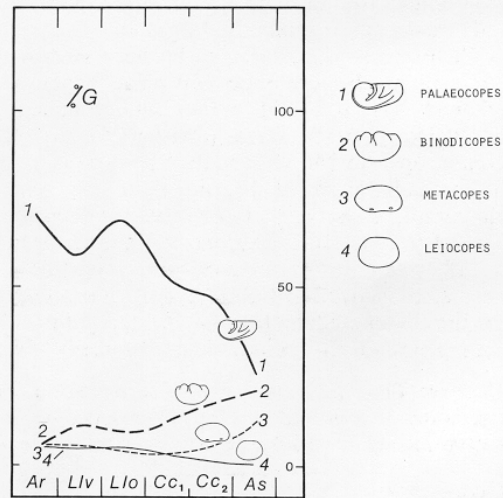 %G
100
50
0
1
1
2
2
3
3
4
4
Ar Llv Llo Cc1 Cc2 As
1 PALAEOCOPES
2 BINODICOPES
3 METACOPES
4 LEIOCOPES